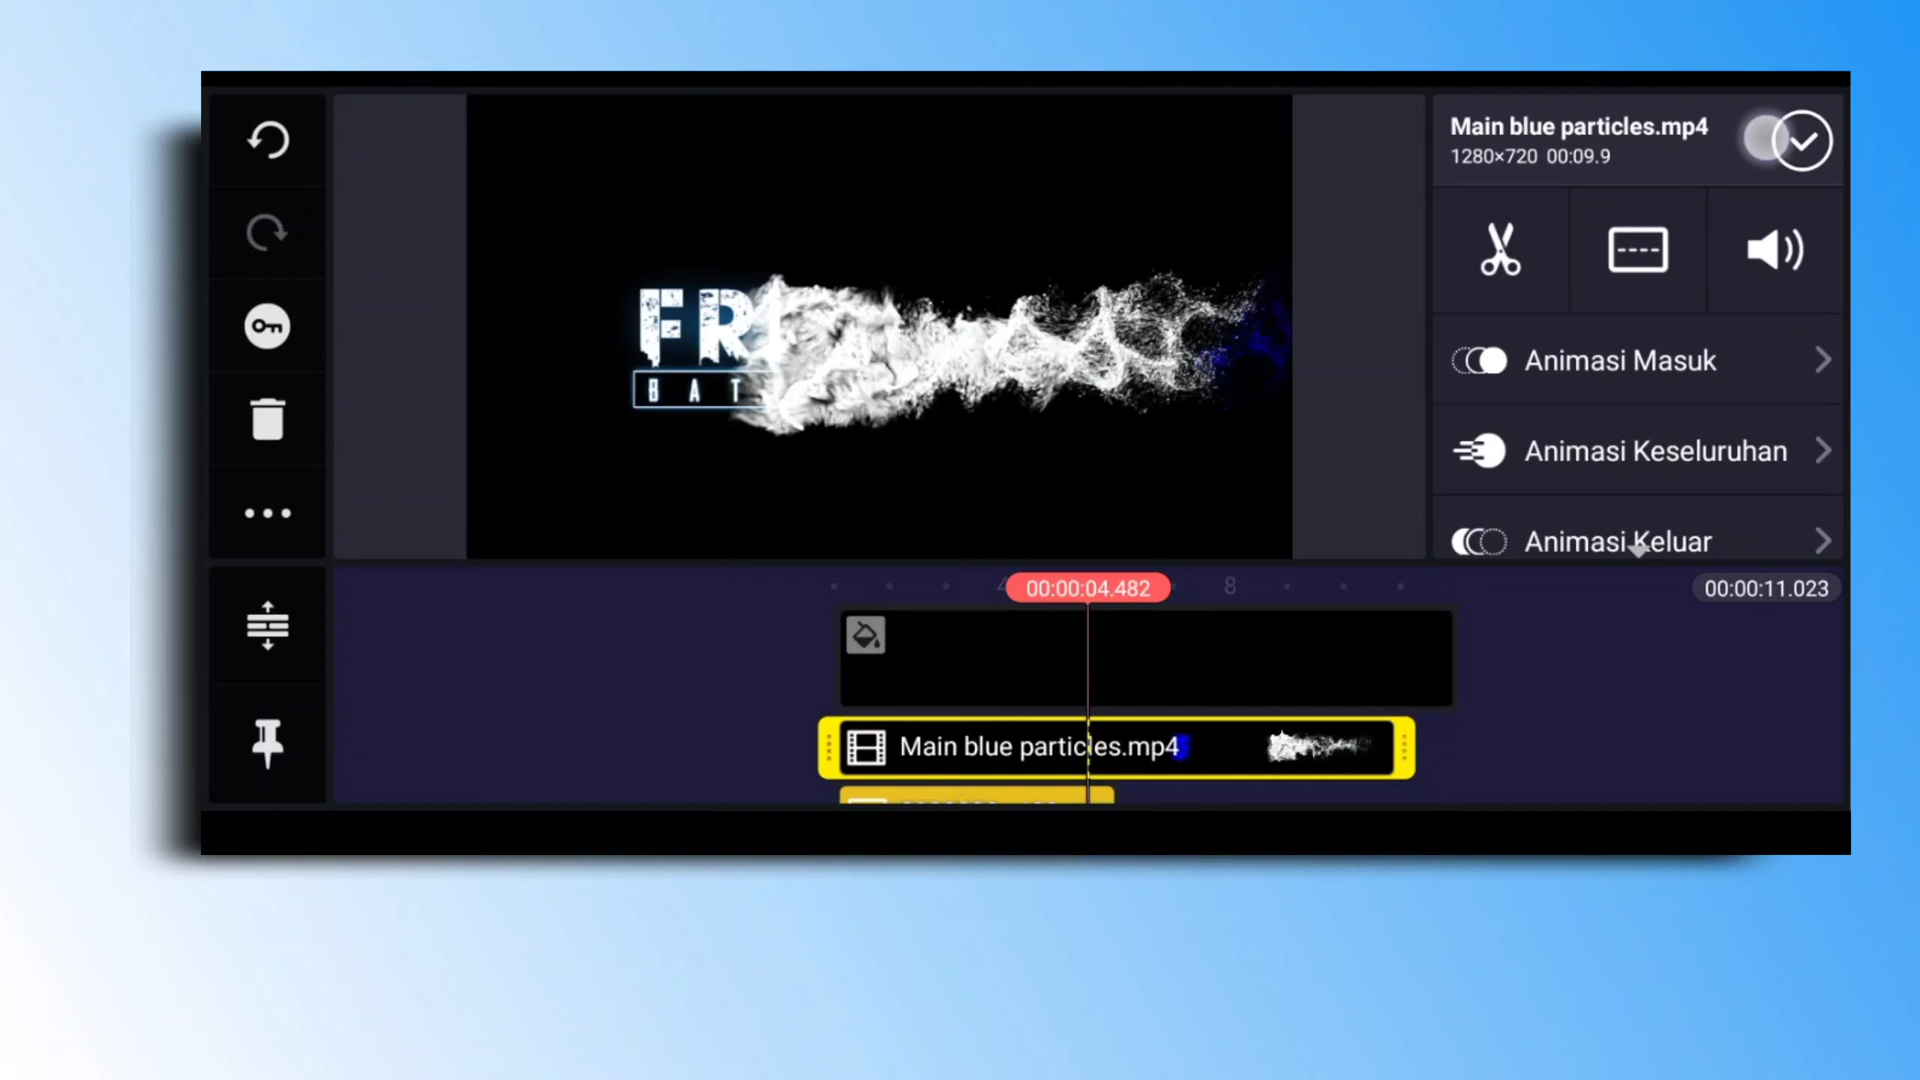 Main blue particles.mp4
1280×720 00:09.9
FR
BAT
Animasi Masuk
Animasi Keseluruhan
Animasi Keluar
00:00:04.482
8
00:00:11.023
Main blue particles.mp4